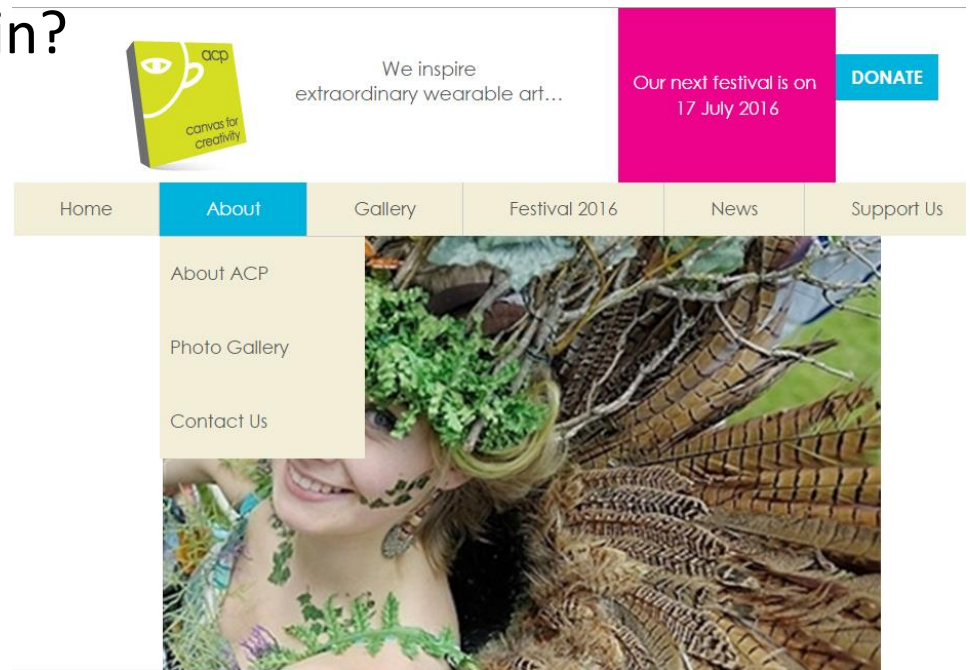 in?
acp
canvas for
creativity
We inspire
extraordinary wearable art...
Our next festival is on
17 July 2016
DONATE
Home
About
Gallery
Festival 2016
News
Support Us
About ACP
Photo Gallery
Contact Us